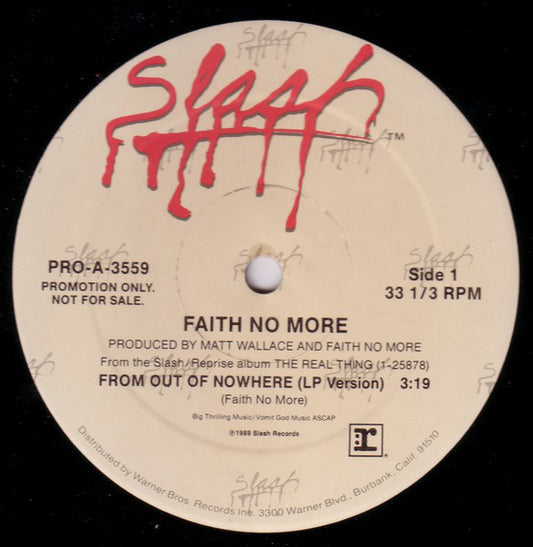 Slash™
PRO-A-3559
PROMOTION ONLY.
NOT FOR SALE.
Side 1
33 1/3 RPM
FAITH NO MORE
PRODUCED BY MATT WALLACE AND FAITH NO MORE
From the Slash/Reprise album THE REAL THING (1-25878)
FROM OUT OF NOWHERE (LP Version) 3:19
(Faith No More)
Big Thrilling Music/Vomit God Music ASCAP
℗1989 Slash Records
:r
Distributed by Warner Bros. Records Inc. 3300 Warner Blvd., Burbank, Calif. 91510